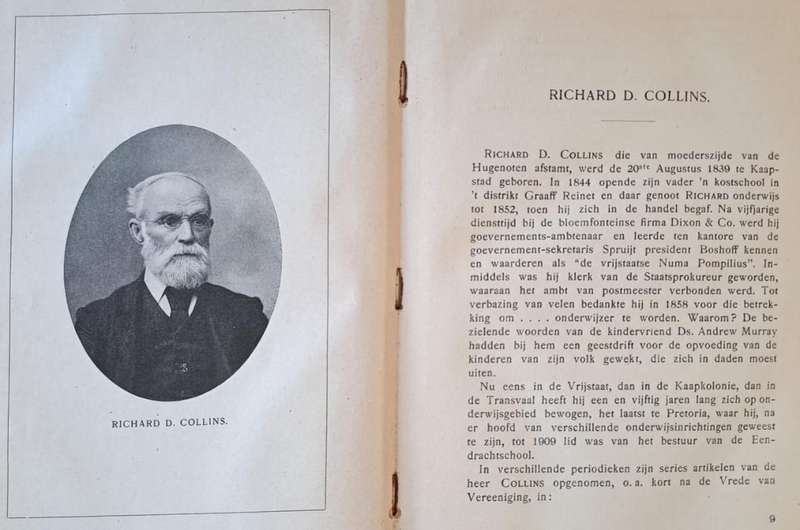 RICHARD D. COLLINS.
RICHARD D. COLLINS.
RICHARD D. COLLINS die van moederszijde van de
Hugenoten afstamt, werd de 20ste Augustus 1839 te Kaap-
stad geboren. In 1844 opende zijn vader 'n kostschool in
't distrikt Graaff Reinet en daar genoot RICHARD onderwijs
tot 1852, toen hij zich in de handel begaf. Na vijfjarige
diensttijd bij de bloemfonteinse firma Dixon & Co. werd hij
goevernements-ambtenaar en leerde ten kantore van de
goevernement-sekretaris Spruijt president Boshoff kennen
en waarderen als “de vrijstaatse Numa Pompilius”. In-
middels was hij klerk van de Staatsprokureur geworden,
waaraan het ambt van postmeester verbonden werd. Tot
verbazing van velen bedankte hij in 1858 voor die betrek-
king om . . . . onderwijzer te worden. Waarom? De be-
zielende woorden van de kindervriend Ds. Andrew Murray
hadden bij hem een geestdrift voor de opvoeding van de
kinderen van zijn volk gewekt, die zich in daden moest
uiten.
Nu eens in de Vrijstaat, dan in de Kaapkolonie, dan in
de Transvaal heeft hij een en vijftig jaren lang zich op on-
derwijsgebied bewogen, het laatst te Pretoria, waar hij, na
er hoofd van verschillende onderwijsinrichtingen geweest
te zijn, tot 1909 lid was van het bestuur van de Een-
drachtschool.
In verschillende periodieken zijn series artikelen van de
heer COLLINS opgenomen, o. a. kort na de Vrede van
Vereeniging, in:
9